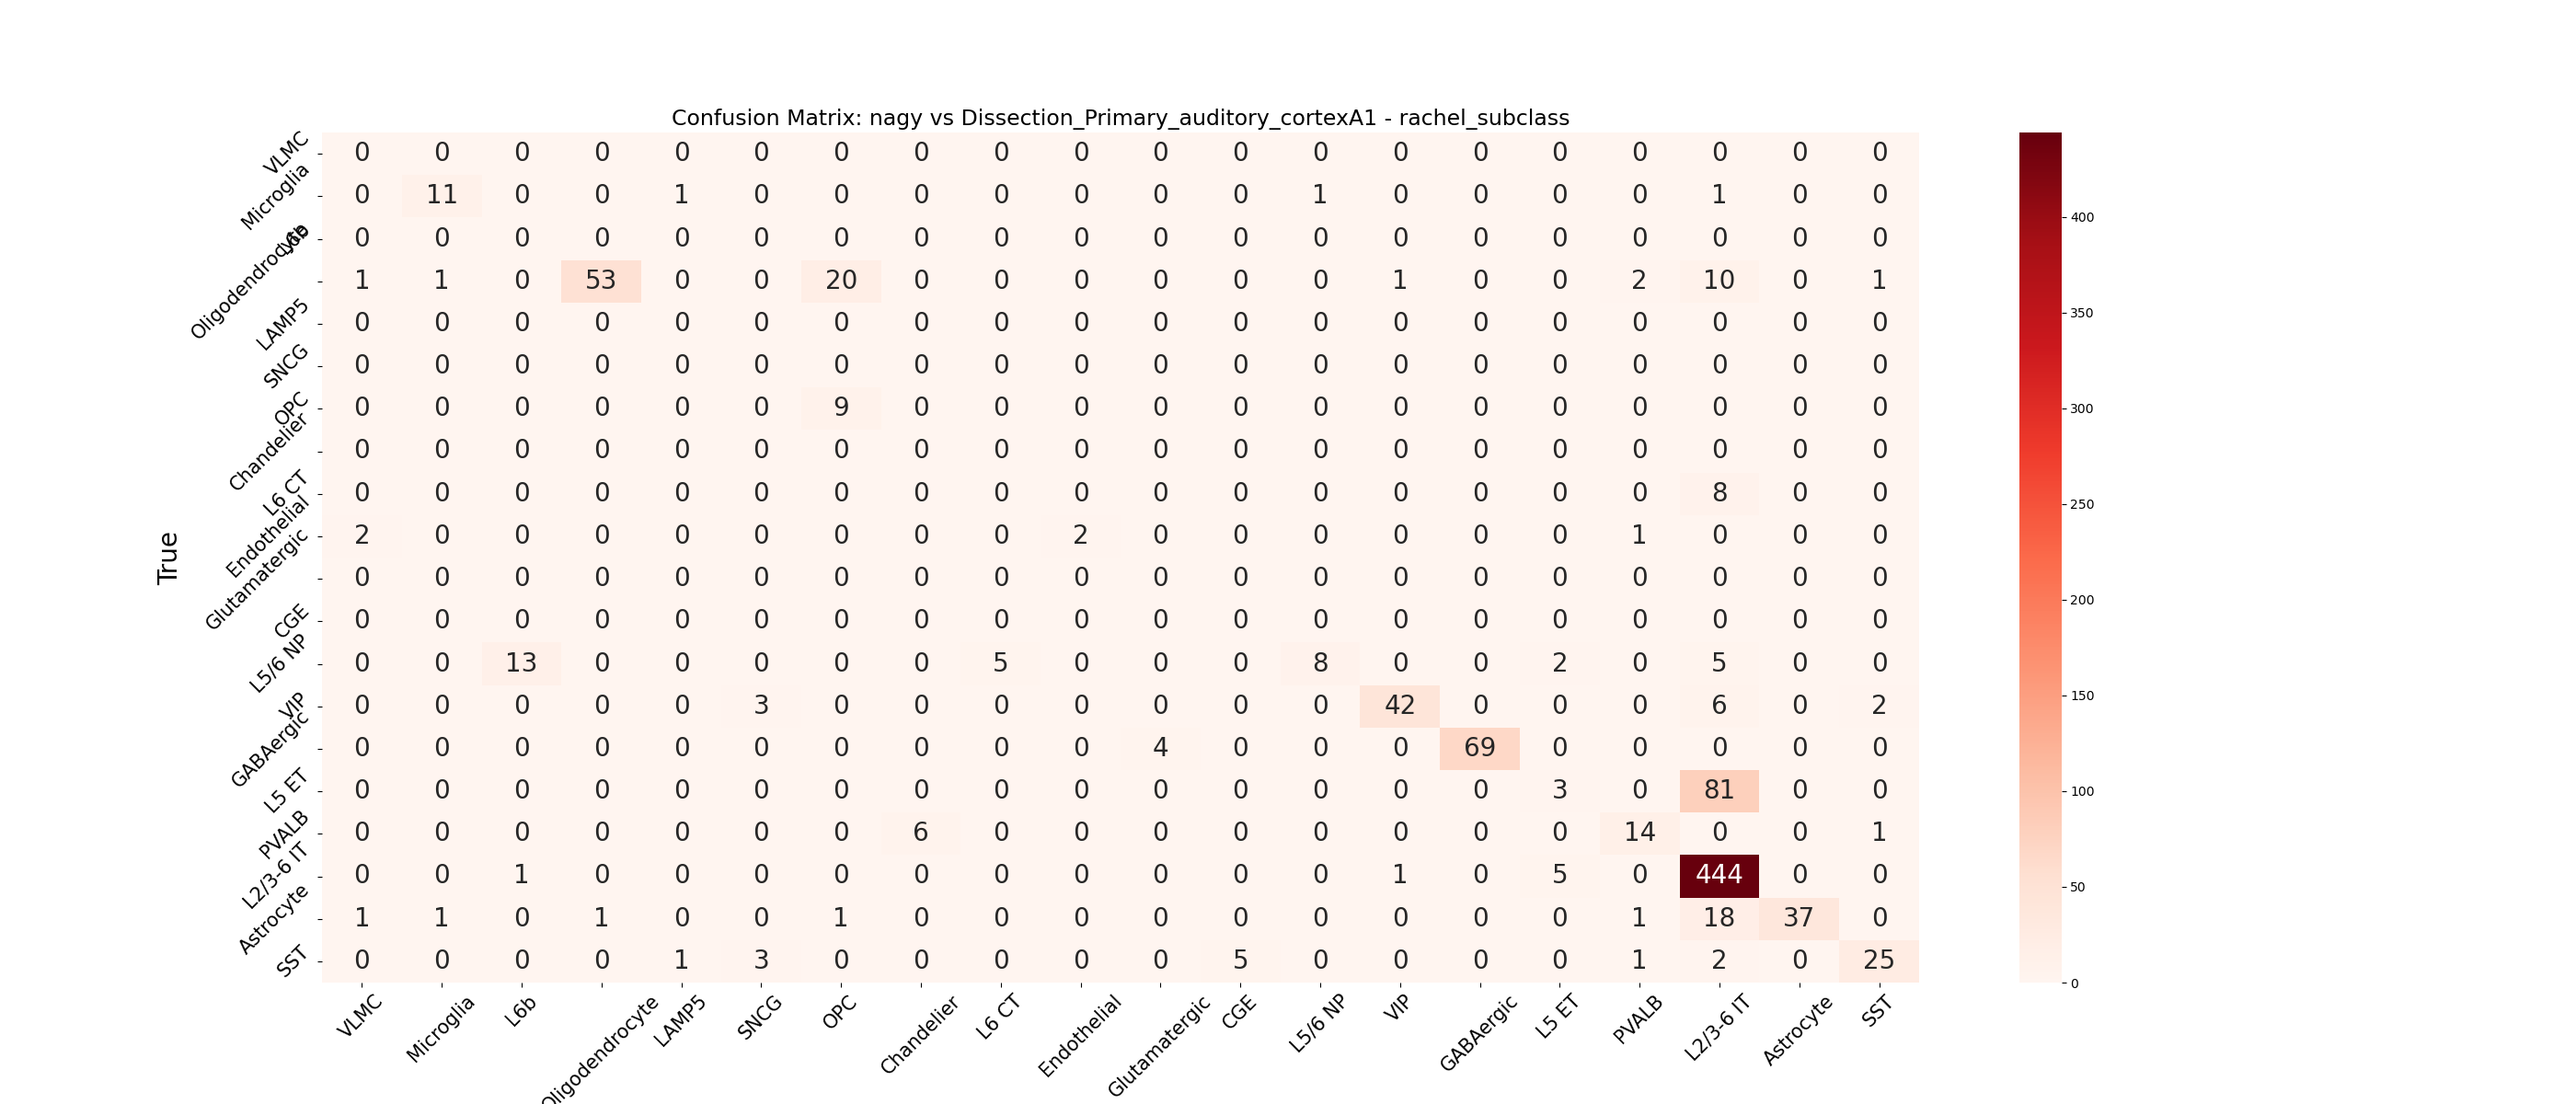 Confusion Matrix: nagy vs Dissection_Primary_auditory_cortexA1 - rachel_subclass
True
VLMC 0 0 0 0 0 0 0 0 0 0 0 0 0 0 0 0 0 0 0 0
Microglia 0 11 0 0 1 0 0 0 0 0 0 0 1 0 0 0 0 1 0 0
L6b 0 0 0 0 0 0 0 0 0 0 0 0 0 0 0 0 0 0 0 0
Oligodendrocyte 1 1 0 53 0 0 20 0 0 0 0 0 0 1 0 0 2 10 0 1
LAMP5 0 0 0 0 0 0 0 0 0 0 0 0 0 0 0 0 0 0 0 0
SNCG 0 0 0 0 0 0 0 0 0 0 0 0 0 0 0 0 0 0 0 0
OPC 0 0 0 0 0 0 9 0 0 0 0 0 0 0 0 0 0 0 0 0
Chandelier 0 0 0 0 0 0 0 0 0 0 0 0 0 0 0 0 0 0 0 0
L6 CT 0 0 0 0 0 0 0 0 0 0 0 0 0 0 0 0 0 8 0 0
Endothelial 2 0 0 0 0 0 0 0 0 2 0 0 0 0 0 0 1 0 0 0
Glutamatergic 0 0 0 0 0 0 0 0 0 0 0 0 0 0 0 0 0 0 0 0
CGE 0 0 0 0 0 0 0 0 0 0 0 0 0 0 0 0 0 0 0 0
L5/6 NP 0 0 13 0 0 0 0 0 5 0 0 0 8 0 0 2 0 5 0 0
VIP 0 0 0 0 0 3 0 0 0 0 0 0 0 42 0 0 0 6 0 2
GABAergic 0 0 0 0 0 0 0 0 0 0 4 0 0 0 69 0 0 0 0 0
L5 ET 0 0 0 0 0 0 0 0 0 0 0 0 0 0 0 3 0 81 0 0
PVALB 0 0 0 0 0 0 0 6 0 0 0 0 0 0 0 0 14 0 0 1
L2/3-6 IT 0 0 1 0 0 0 0 0 0 0 0 0 0 1 0 5 0 444 0 0
Astrocyte 1 1 0 1 0 0 1 0 0 0 0 0 0 0 0 0 1 18 37 0
SST 0 0 0 0 1 3 0 0 0 0 0 5 0 0 0 0 1 2 0 25
VLMC Microglia L6b Oligodendrocyte LAMP5 SNCG OPC Chandelier L6 CT Endothelial Glutamatergic CGE L5/6 NP VIP GABAergic L5 ET PVALB L2/3-6 IT Astrocyte SST
400
350
300
250
200
150
100
50
0